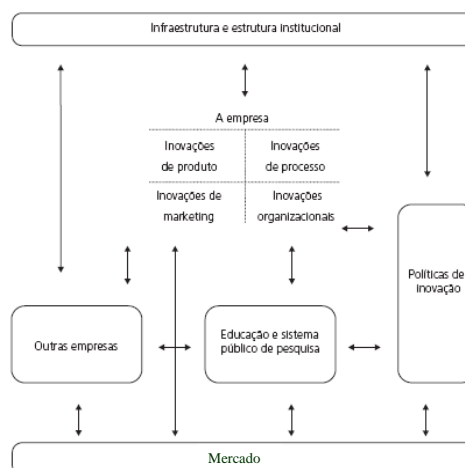 Infraestrutura e estrutura institucional
A empresa
Inovações
de produto
Inovações
de processo
Inovações de
marketing
Inovações
organizacionais
Políticas de
inovação
Outras empresas
Educação e sistema
público de pesquisa
Mercado